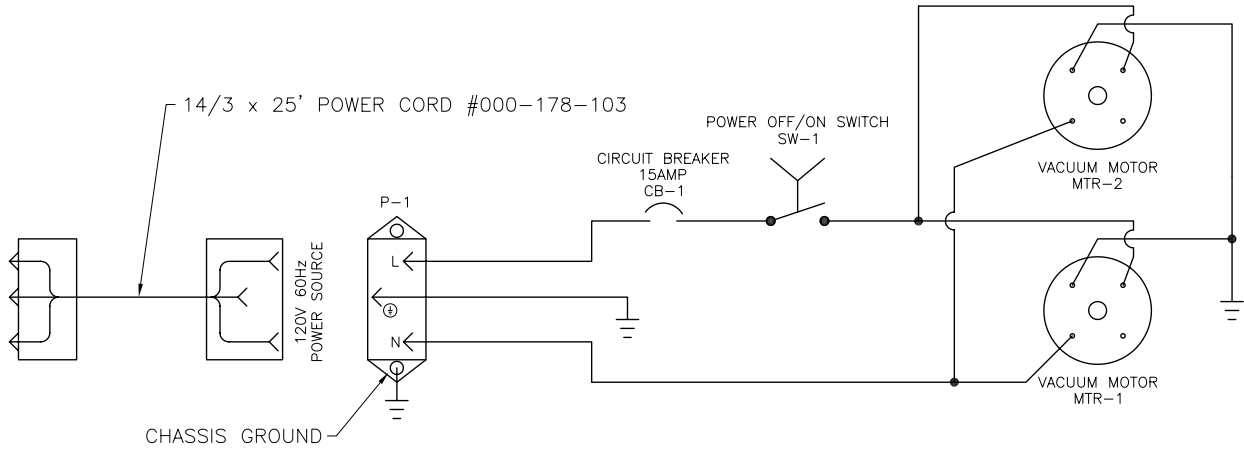 14/3 x 25' POWER CORD #000-178-103
POWER OFF/ON SWITCH
SW-1
CIRCUIT BREAKER
15AMP
CB-1
VACUUM MOTOR
MTR-2
P-1
L
N
120V 60Hz
POWER SOURCE
VACUUM MOTOR
MTR-1
CHASSIS GROUND